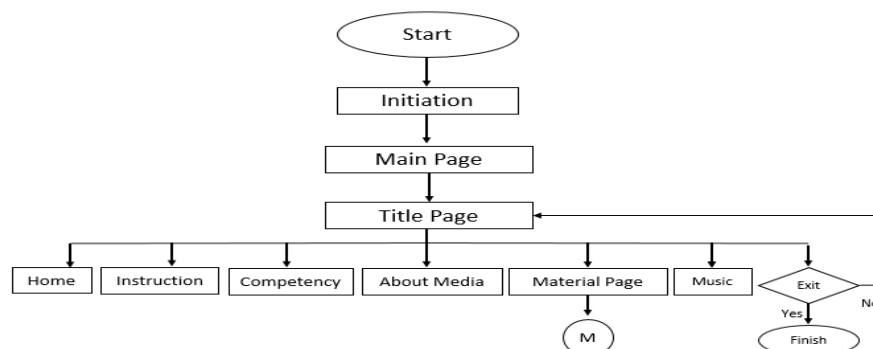 Start
Initiation
Main Page
Title Page
Home
Instruction
Competency
About Media
Material Page
Music
Exit
Yes
M
Finish